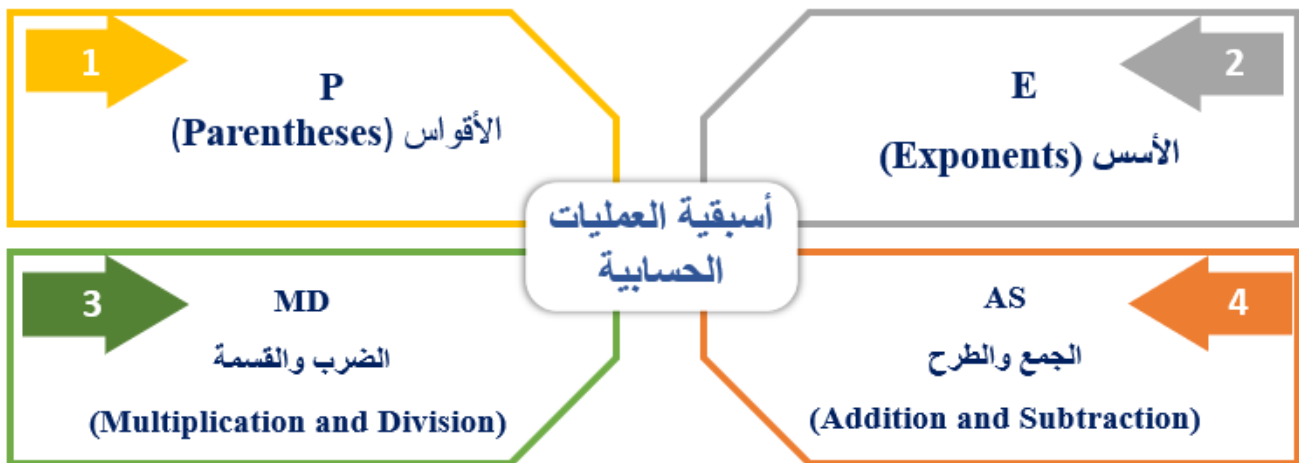 1
P
الأقواس (Parentheses)
2
E
الأسس (Exponents)
أسبقية العمليات
الحسابية
3
MD
الضرب والقسمة
(Multiplication and Division)
4
AS
الجمع والطرح
(Addition and Subtraction)